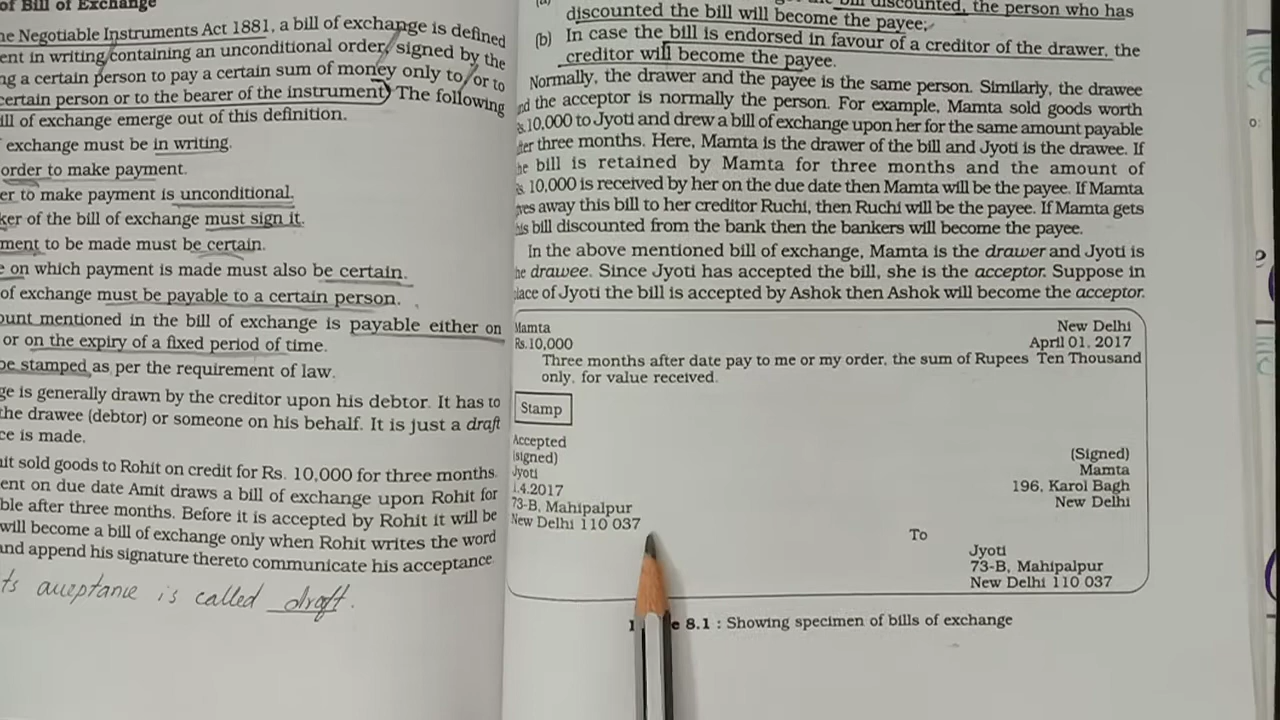 of Bill of Exchange
Negotiable Instruments Act 1881, a bill of exchange is defined
in writing containing an unconditional order, signed by the
a certain person to pay a certain sum of money only to, or to
certain person or to the bearer of the instrument. The following
of exchange emerge out of this definition.
exchange must be in writing.
order to make payment.
to make payment is unconditional.
of the bill of exchange must sign it.
to be made must be certain.
on which payment is made must also be certain.
of exchange must be payable to a certain person.
mentioned in the bill of exchange is payable either on
or on the expiry of a fixed period of time.
be stamped as per the requirement of law.
is generally drawn by the creditor upon his debtor. It has to
the drawee (debtor) or someone on his behalf. It is just a draft
is made.
sold goods to Rohit on credit for Rs. 10,000 for three months.
on due date Amit draws a bill of exchange upon Rohit for
after three months. Before it is accepted by Rohit it will be
will become a bill of exchange only when Rohit writes the word
and append his signature thereto communicate his acceptance
acceptance is called draft.
discounted, the person who has
discounted the bill will become the payee;
(b) In case the bill is endorsed in favour of a creditor of the drawer, the
creditor will become the payee.
Normally, the drawer and the payee is the same person. Similarly, the drawee
the acceptor is normally the person. For example, Mamta sold goods worth
10,000 to Jyoti and drew a bill of exchange upon her for the same amount payable
three months. Here, Mamta is the drawer of the bill and Jyoti is the drawee. If
bill is retained by Mamta for three months and the amount of
10,000 is received by her on the due date then Mamta will be the payee. If Mamta
away this bill to her creditor Ruchi, then Ruchi will be the payee. If Mamta gets
bill discounted from the bank then the bankers will become the payee.
In the above mentioned bill of exchange, Mamta is the drawer and Jyoti is
drawee. Since Jyoti has accepted the bill, she is the acceptor. Suppose in
of Jyoti the bill is accepted by Ashok then Ashok will become the acceptor.
Mamta New Delhi
Rs.10,000 April 01, 2017
Three months after date pay to me or my order, the sum of Rupees Ten Thousand
only, for value received.
Stamp
Accepted
(signed)
Jyoti
1.4.2017
73-B, Mahipalpur
New Delhi 110 037
(Signed)
Mamta
196, Karol Bagh
New Delhi
To
Jyoti
73-B, Mahipalpur
New Delhi 110 037
8.1 : Showing specimen of bills of exchange